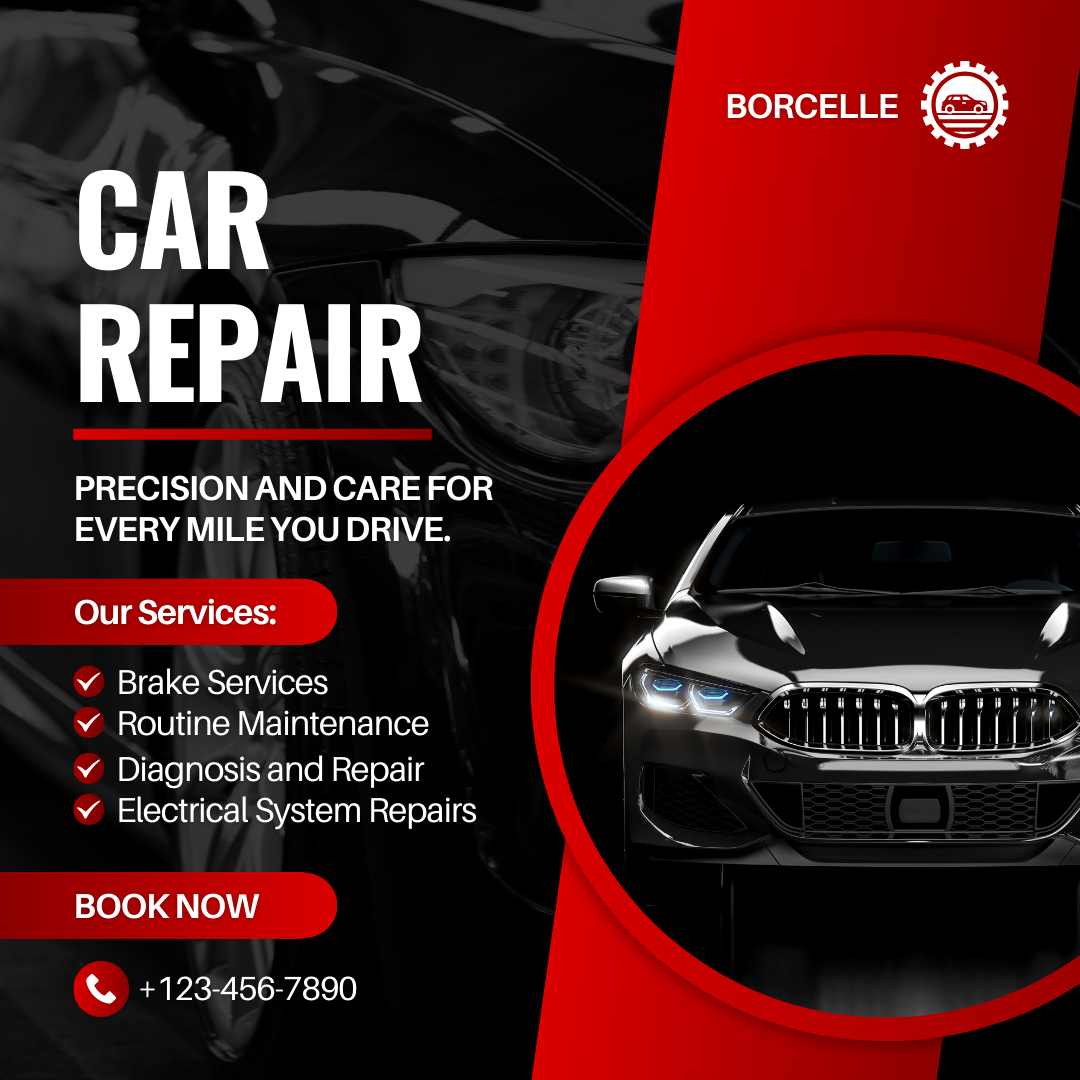 BORCELLE
CAR
REPAIR
PRECISION AND CARE FOR
EVERY MILE YOU DRIVE.
Our Services:
Brake Services
Routine Maintenance
Diagnosis and Repair
Electrical System Repairs
BOOK NOW
+123-456-7890